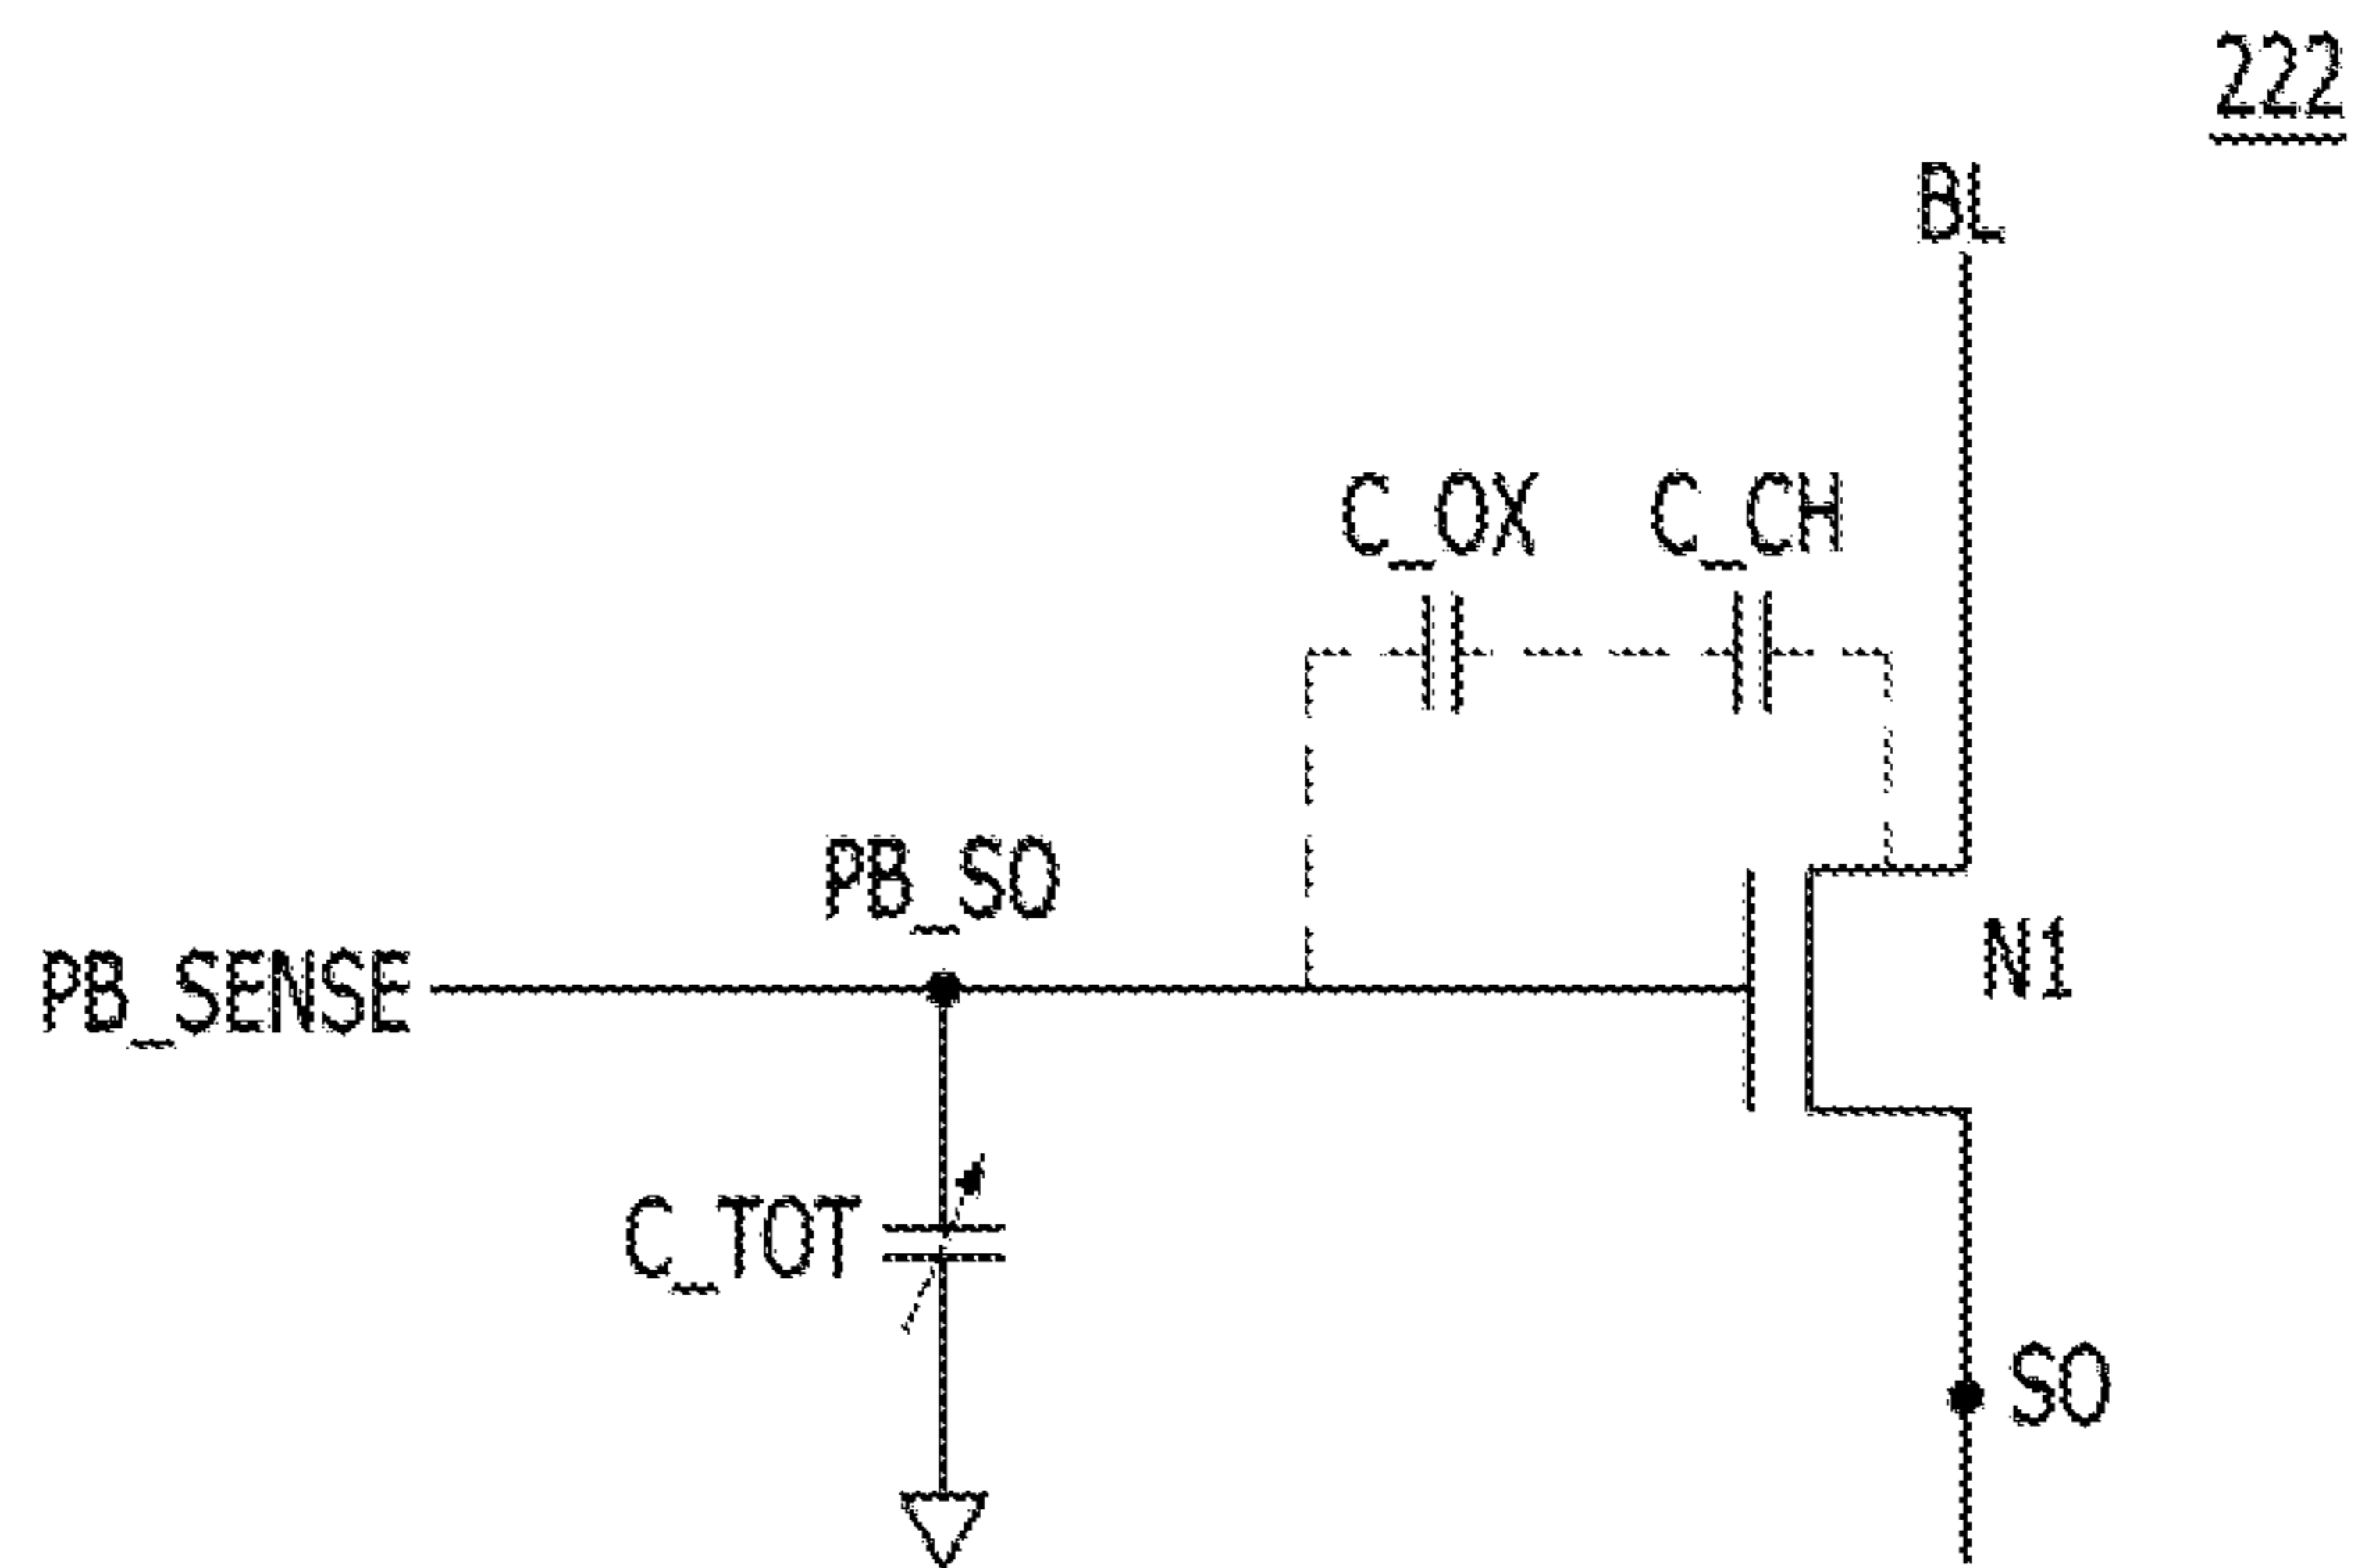 222
BL
C_OX C_CH
PB_SO
PB_SENSE
N1
C_TOT
SO